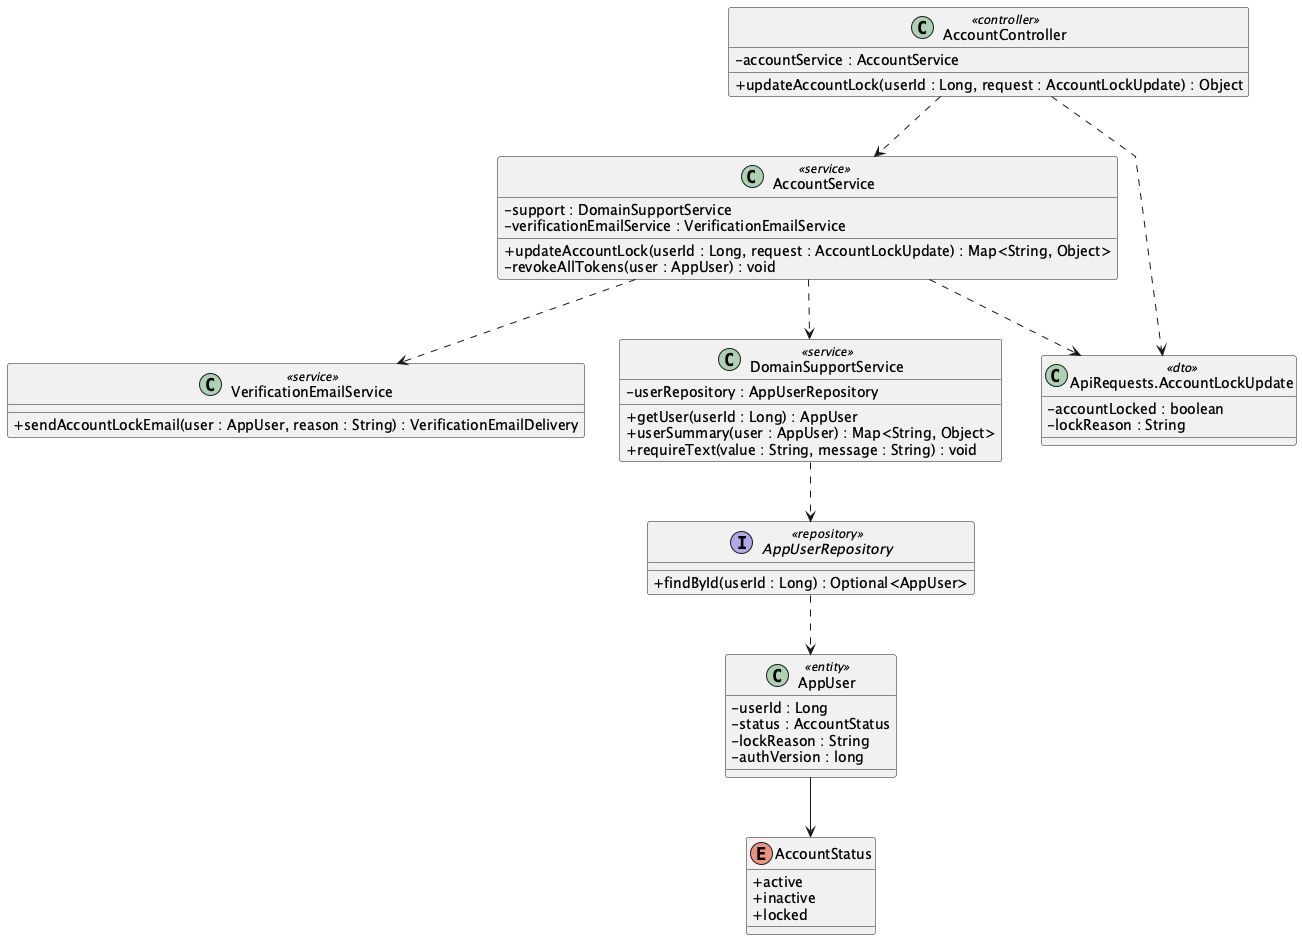 C
«controller»
AccountController
-accountService : AccountService
+updateAccountLock(userId : Long, request : AccountLockUpdate) : Object
C
«service»
AccountService
-support : DomainSupportService
-verificationEmailService : VerificationEmailService
+updateAccountLock(userId : Long, request : AccountLockUpdate) : Map<String, Object>
-revokeAllTokens(user : AppUser) : void
C
«service»
VerificationEmailService
+sendAccountLockEmail(user : AppUser, reason : String) : VerificationEmailDelivery
C
«service»
DomainSupportService
-userRepository : AppUserRepository
+getUser(userId : Long) : AppUser
+userSummary(user : AppUser) : Map<String, Object>
+requireText(value : String, message : String) : void
C
«dto»
ApiRequests.AccountLockUpdate
-accountLocked : boolean
-lockReason : String
I
«repository»
AppUserRepository
+findById(userId : Long) : Optional<AppUser>
C
«entity»
AppUser
-userId : Long
-status : AccountStatus
-lockReason : String
-authVersion : long
E
AccountStatus
+active
+inactive
+locked